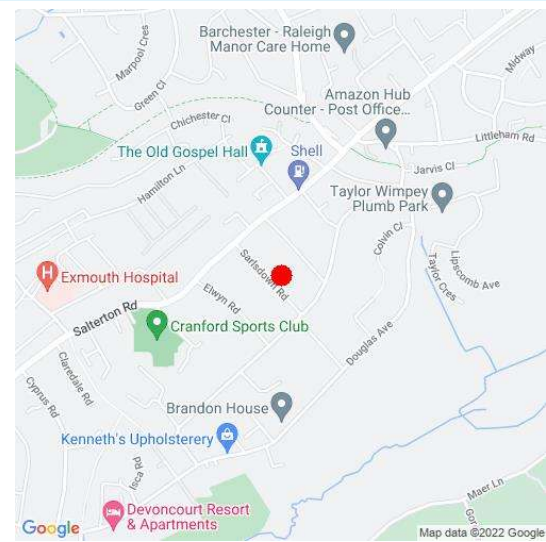 Barchester - Raleigh
Manor Care Home
Marpool Cres
Midway
Green Cl
Amazon Hub
Counter - Post Office...
Chichester Cl
Littleham Rd
The Old Gospel Hall
Shell
Jarvis Cl
Hamilton Ln
Taylor Wimpey
Plumb Park
Colvin Cl
Sarlsdown Rd
Lipscomb Ave
Taylor Cres
Exmouth Hospital
Elwyn Rd
Salterton Rd
Cranford Sports Club
Douglas Ave
Claredale Rd
Cyprus Rd
Brandon House
Kenneth's Upholsterery
Isca Rd
Maer Ln
Gor
Devoncourt Resort
& Apartments
Google
Map data ©2022 Google